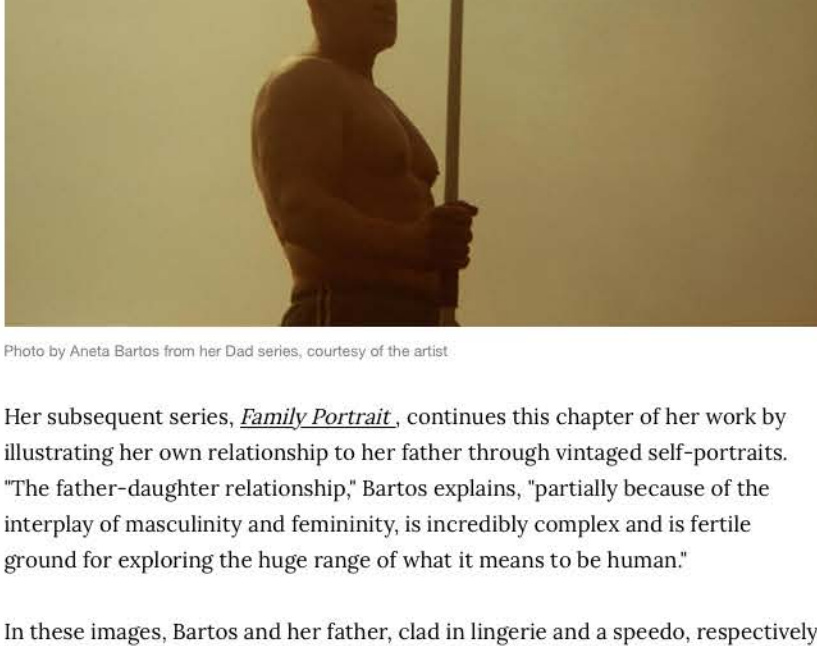 Photo by Aneta Bartos from her Dad series, courtesy of the artist
Her subsequent series, Family Portrait , continues this chapter of her work by
illustrating her own relationship to her father through vintaged self-portraits.
"The father-daughter relationship," Bartos explains, "partially because of the
interplay of masculinity and femininity, is incredibly complex and is fertile
ground for exploring the huge range of what it means to be human."
In these images, Bartos and her father, clad in lingerie and a speedo, respectively